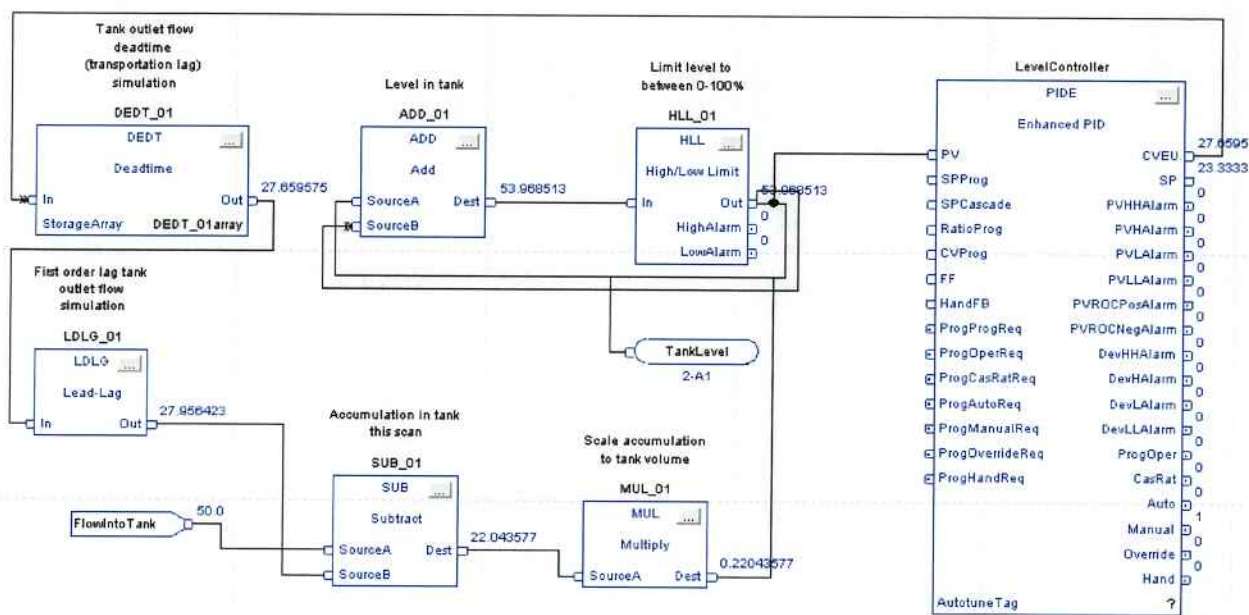 Tank outlet flow
deadtime
(transportation lag)
simulation
DEDT_01
DEDT
...
Deadtime
In
Out
27.659575
StorageArray
DEDT_01array
Level in tank
ADD_01
ADD
...
Add
SourceA
Dest
53.968513
SourceB
Limit level to
between 0-100%
HLL_01
HLL
...
High/Low Limit
In
Out
53.968513
0
HighAlarm
0
LowAlarm
LevelController
PIDE
...
Enhanced PID
PV
CVEU
27.6595
23.3333
SPProg
SP
0
SPCascade
PVHHAlarm
0
RatioProg
PVHAlarm
0
CVProg
PVLAlarm
0
FF
PVLLAlarm
0
HandFB
PVROCPosAlarm
0
ProgProgReq
PVROCNegAlarm
0
ProgOperReq
DevHHAlarm
0
ProgCasRatReq
DevHAlarm
0
ProgAutoReq
DevLAlarm
0
ProgManualReq
DevLLAlarm
0
ProgOverrideReq
ProgOper
0
ProgHandReq
CasRat
0
Auto
1
Manual
0
Override
0
Hand
AutotuneTag
?
First order lag tank
outlet flow
simulation
LDLG_01
LDLG
...
Lead-Lag
In
Out
27.956423
TankLevel
2-A1
Accumulation in tank
this scan
SUB_01
SUB
...
Subtract
FlowIntoTank
50.0
SourceA
Dest
22.043577
SourceB
Scale accumulation
to tank volume
MUL_01
MUL
...
Multiply
SourceA
Dest
0.22043577